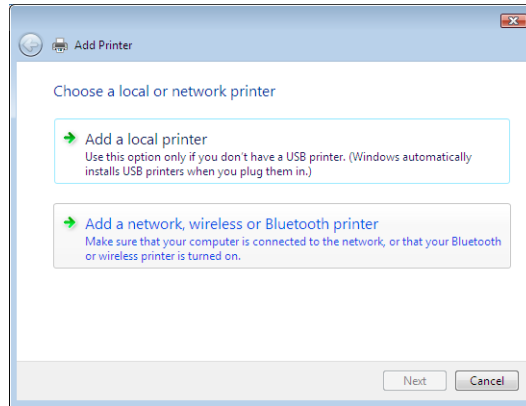 Add Printer
Choose a local or network printer
Add a local printer
Use this option only if you don't have a USB printer. (Windows automatically
installs USB printers when you plug them in.)
Add a network, wireless or Bluetooth printer
Make sure that your computer is connected to the network, or that your Bluetooth
or wireless printer is turned on.
Next Cancel